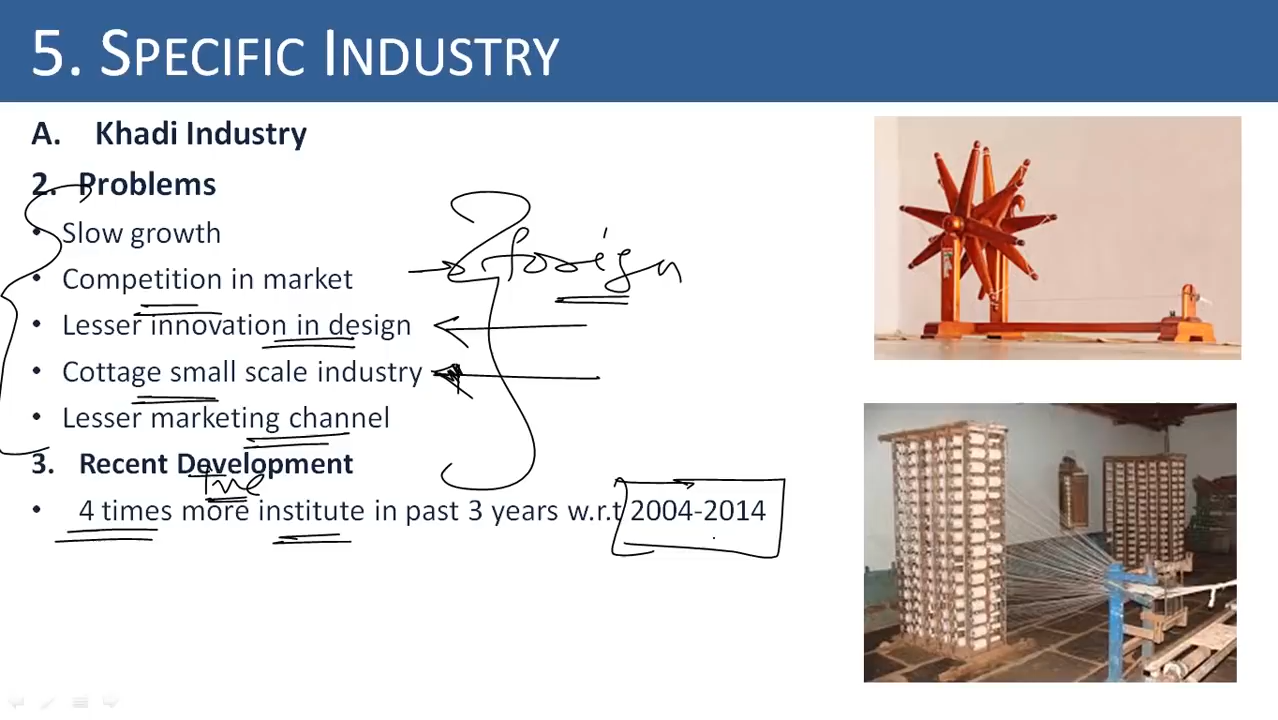 5. SPECIFIC INDUSTRY
A. Khadi Industry
2. Problems
• Slow growth
• Competition in market
foreign
• Lesser innovation in design
• Cottage small scale industry
• Lesser marketing channel
3. Recent Development
• 4 times more institute in past 3 years w.r.t 2004-2014